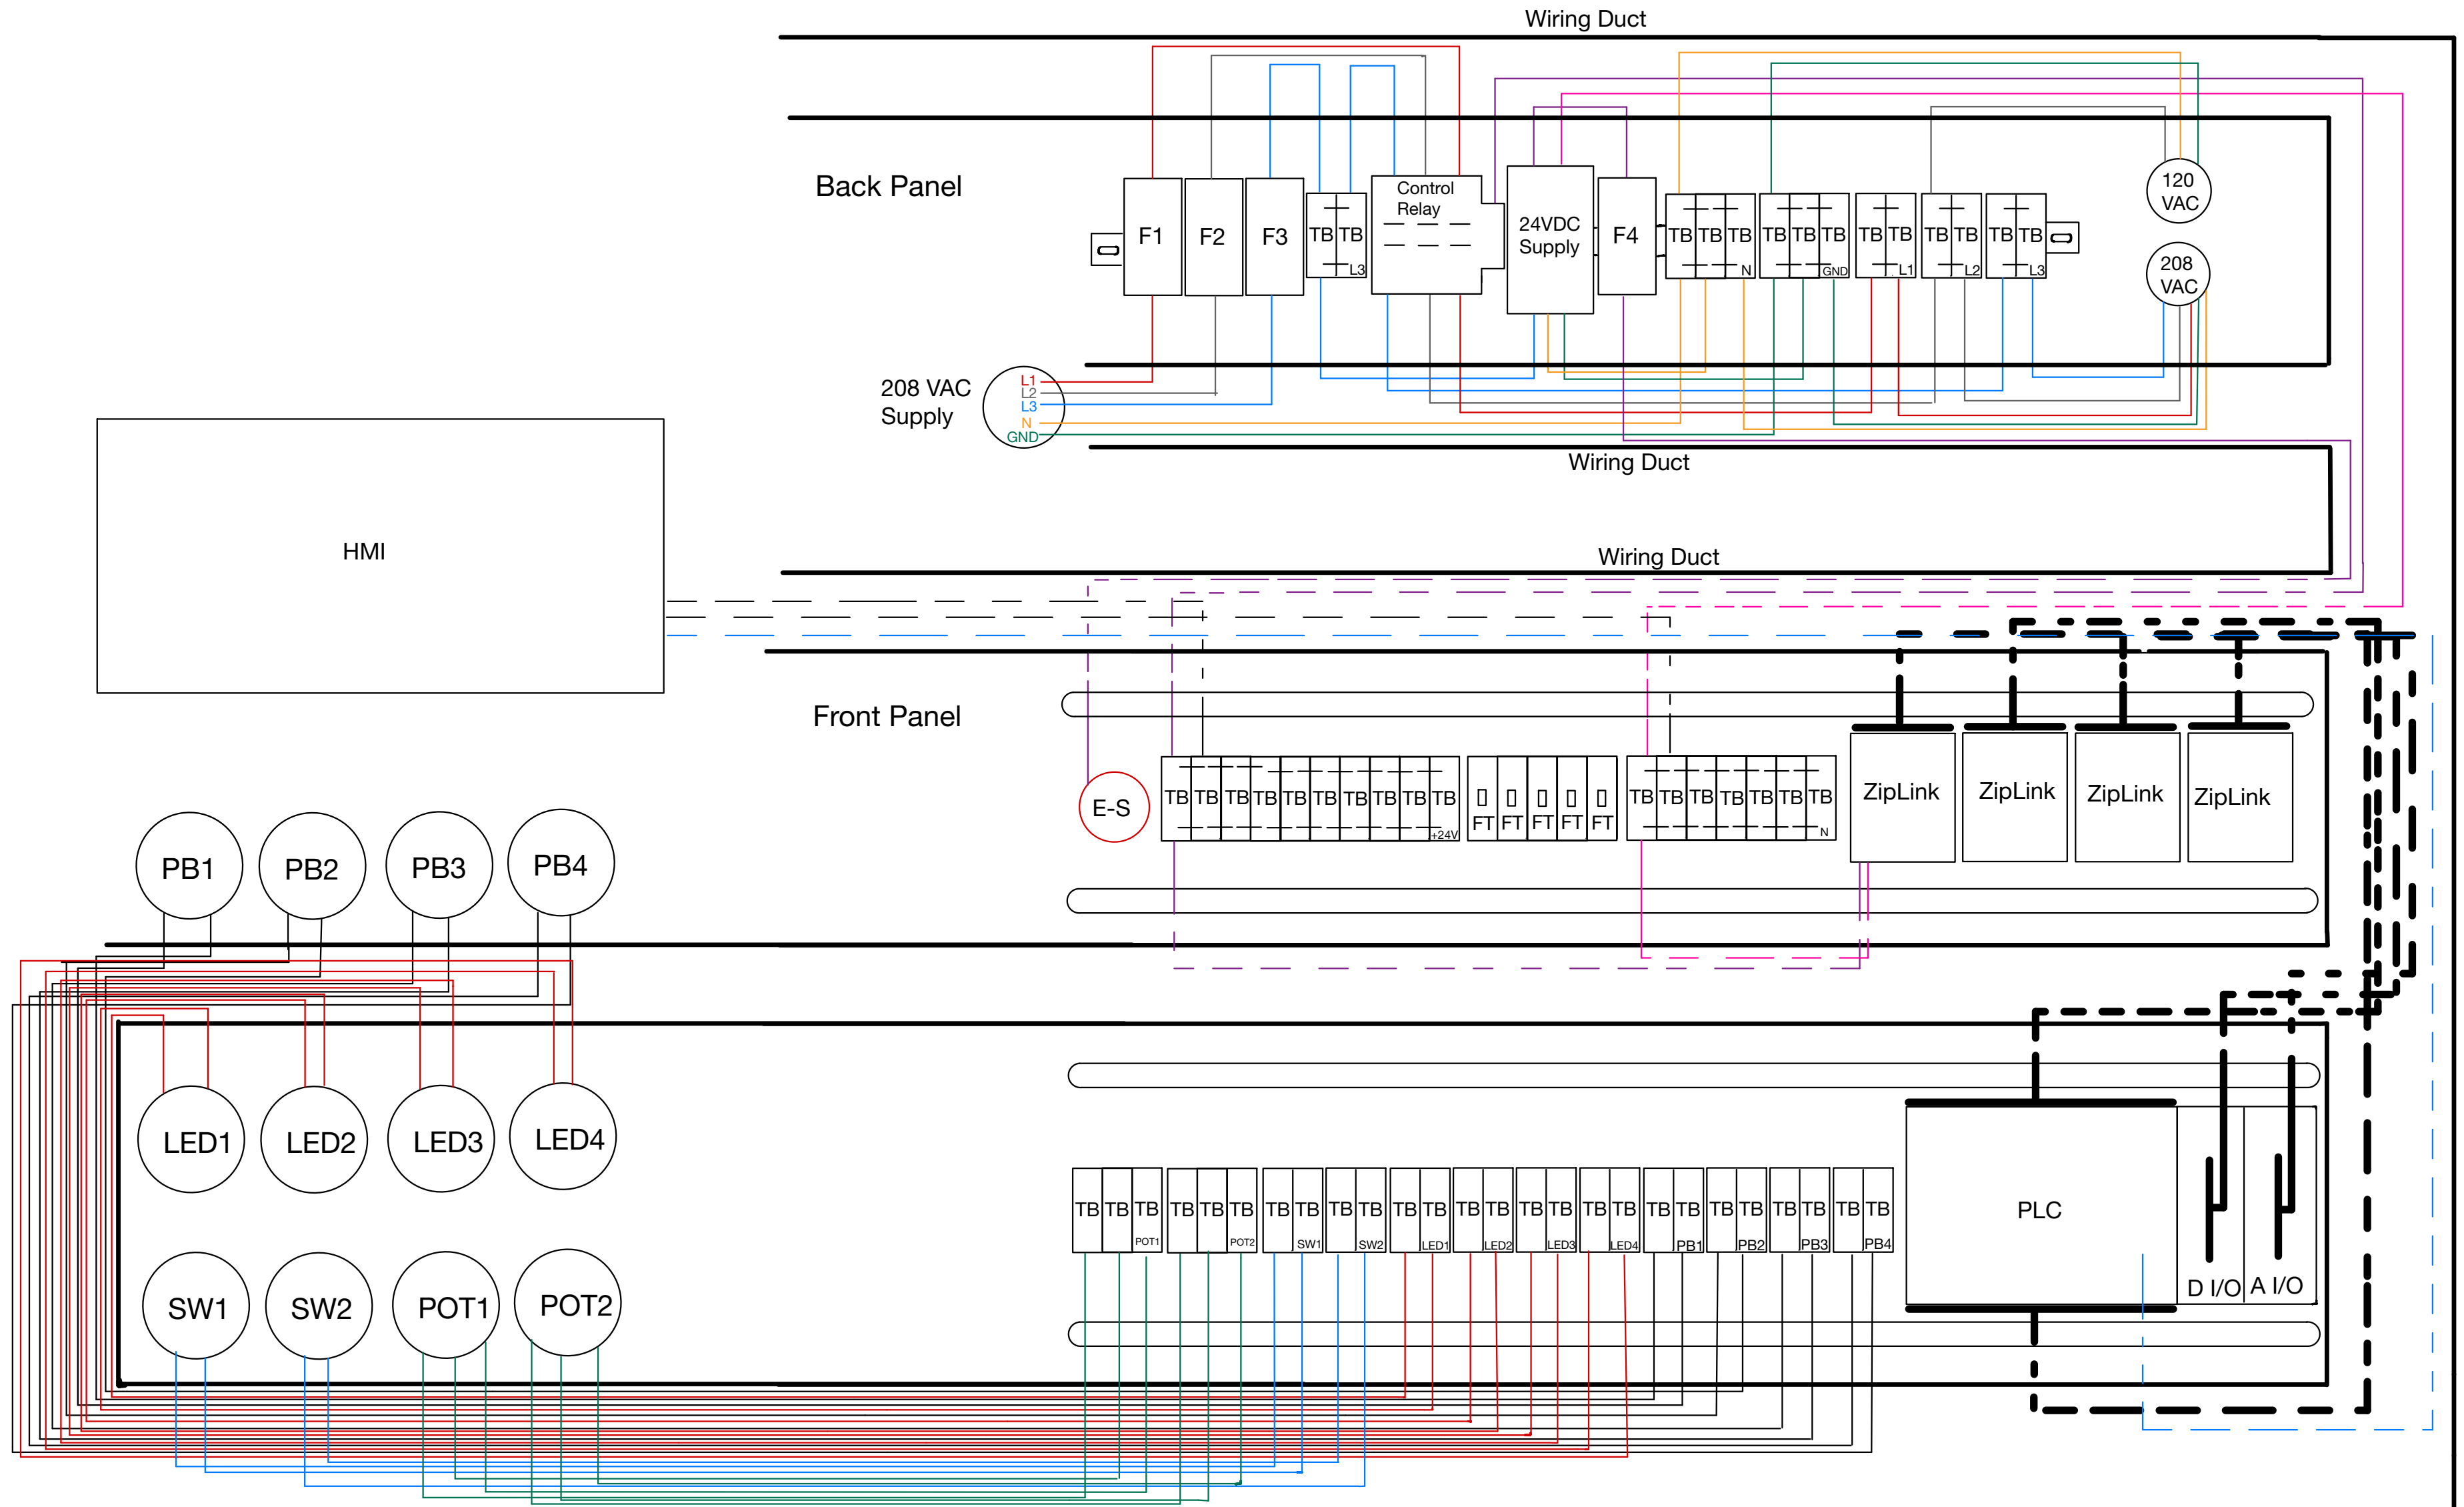 Wiring Duct
Back Panel
F1
F2
F3
TB TB
L3
Control
Relay
24VDC
Supply
F4
TB TB TB
N
TB TB TB
GND
TB TB
L1
TB TB
L2
TB TB
L3
120
VAC
208
VAC
208 VAC
Supply
L1
L2
L3
N
GND
Wiring Duct
HMI
Wiring Duct
Front Panel
E-S
TB TB TB TB TB TB TB TB TB TB
+24V
FT FT FT FT FT
TB TB TB TB TB TB TB
N
ZipLink
ZipLink
ZipLink
ZipLink
PB1
PB2
PB3
PB4
LED1
LED2
LED3
LED4
SW1
SW2
POT1
POT2
TB TB TB
POT1
TB TB TB
POT2
TB TB
SW1
TB TB
SW2
TB TB
LED1
TB TB
LED2
TB TB
LED3
TB TB
LED4
TB TB
PB1
TB TB
PB2
TB TB
PB3
TB TB
PB4
PLC
D I/O
A I/O